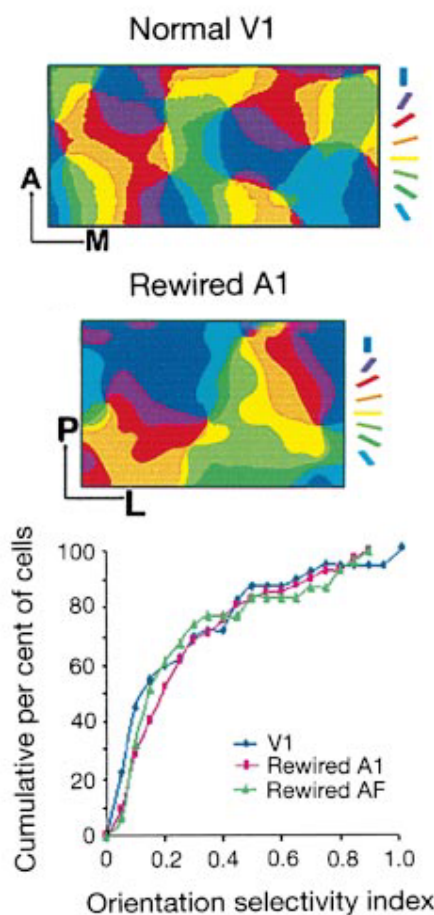 Normal V1
A
M
Rewired A1
P
L
Cumulative per cent of cells
100
80
60
40
20
0
V1
Rewired A1
Rewired AF
0 0.2 0.4 0.6 0.8 1.0
Orientation selectivity index